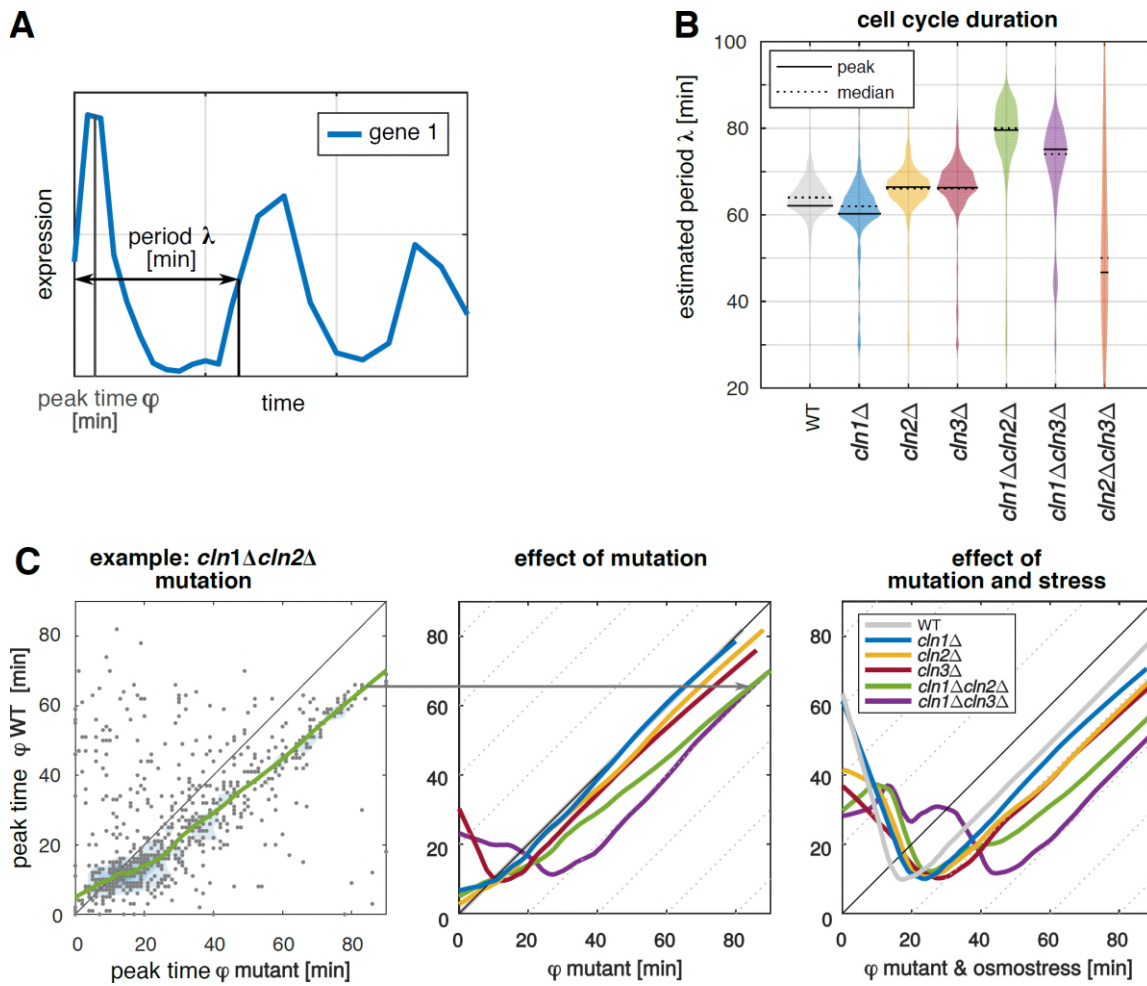 A
gene 1
expression
period λ
[min]
peak time φ
[min]
time
B
cell cycle duration
peak
median
estimated period λ [min]
100
80
60
40
20
WT
cln1Δ
cln2Δ
cln3Δ
cln1Δcln2Δ
cln1Δcln3Δ
cln2Δcln3Δ
C
example: cln1Δcln2Δ
mutation
peak time φ WT [min]
80
60
40
20
0
0 20 40 60 80
peak time φ mutant [min]
effect of mutation
80
60
40
20
0
0 20 40 60 80
φ mutant [min]
effect of
mutation and stress
WT
cln1Δ
cln2Δ
cln3Δ
cln1Δcln2Δ
cln1Δcln3Δ
80
60
40
20
0
0 20 40 60 80
φ mutant & osmostress [min]